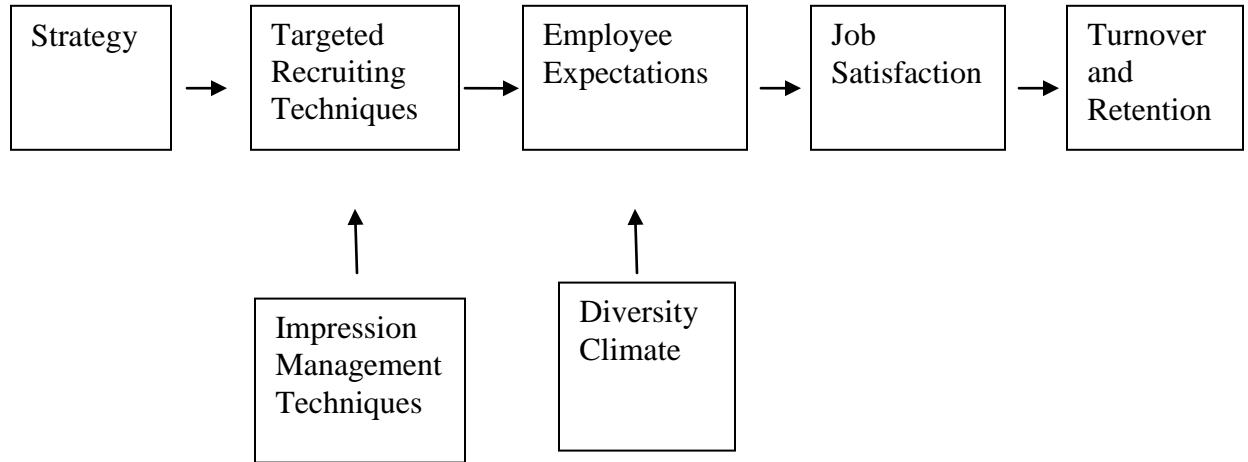 Strategy
Targeted
Recruiting
Techniques
Employee
Expectations
Job
Satisfaction
Turnover
and
Retention
Impression
Management
Techniques
Diversity
Climate